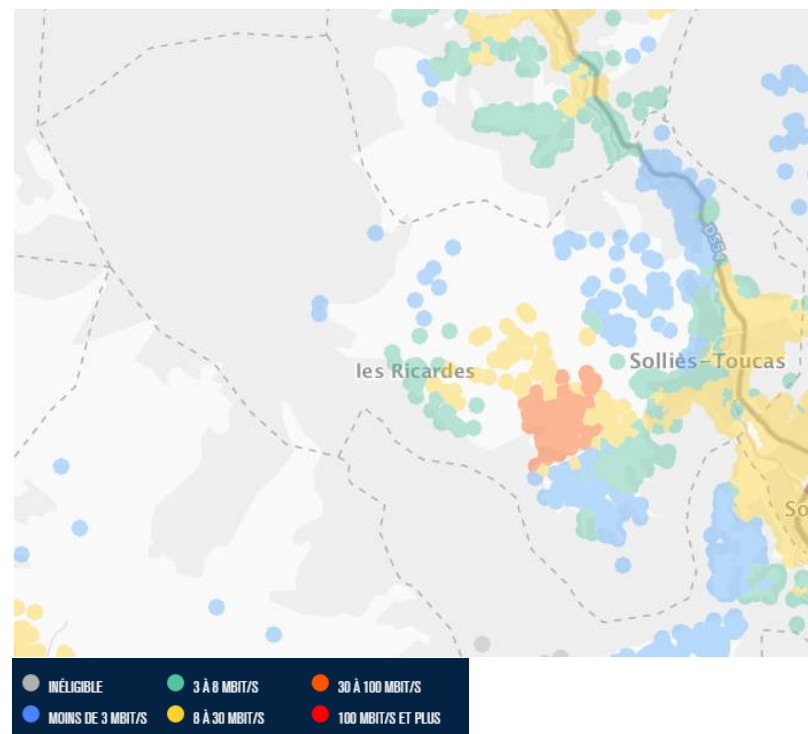 D554
les Ricardes
Solliès-Toucas
So
INÉLIGIBLE
3 À 8 MBIT/S
30 À 100 MBIT/S
MOINS DE 3 MBIT/S
8 À 30 MBIT/S
100 MBIT/S ET PLUS